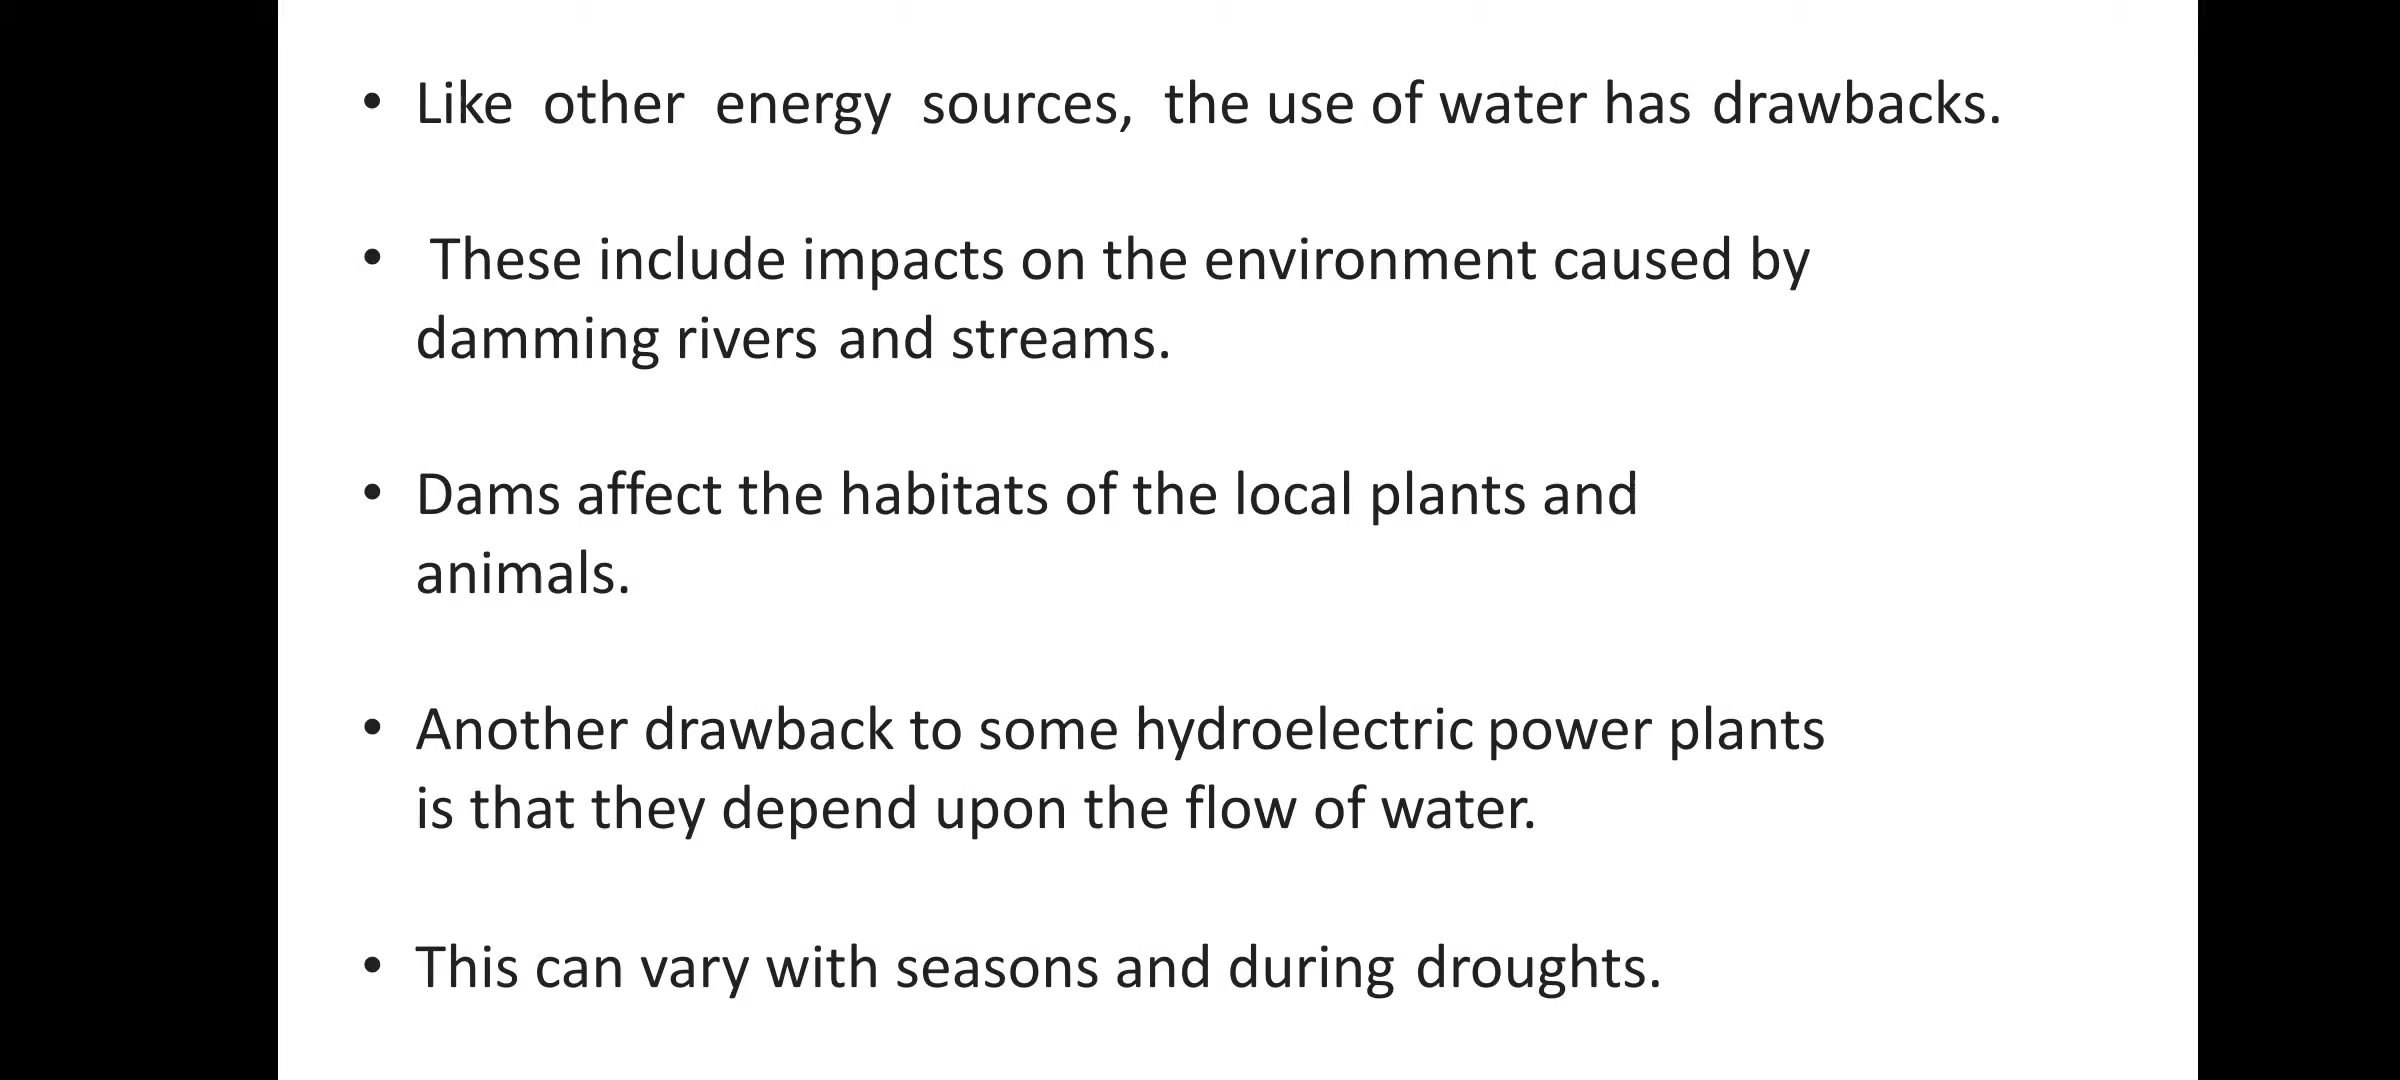 • Like other energy sources, the use of water has drawbacks.
• These include impacts on the environment caused by
damming rivers and streams.
• Dams affect the habitats of the local plants and
animals.
• Another drawback to some hydroelectric power plants
is that they depend upon the flow of water.
• This can vary with seasons and during droughts.